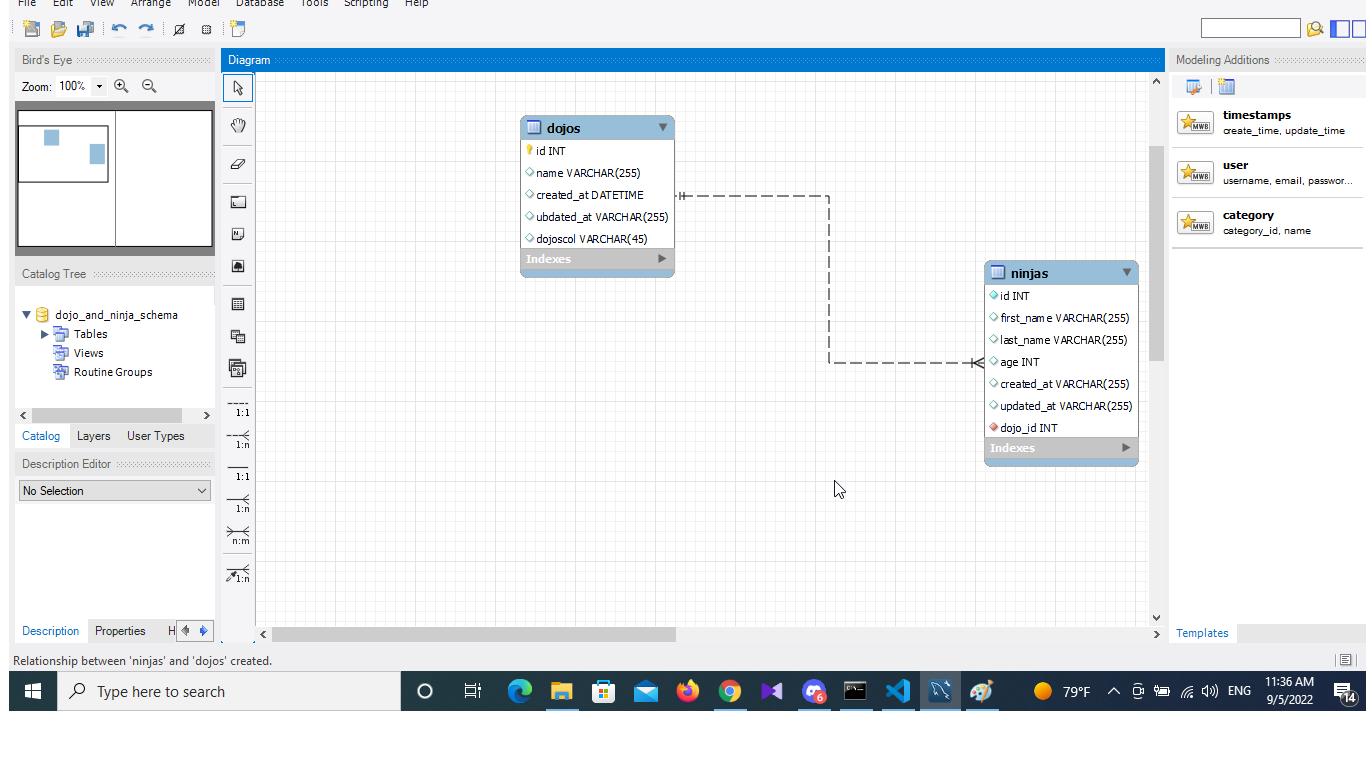 File Edit View Arrange Model Database Tools Scripting Help
Bird's Eye
Zoom: 100%
Catalog Tree
dojo_and_ninja_schema
Tables
Views
Routine Groups
Catalog Layers User Types
Description Editor
No Selection
Description Properties H
Diagram
1:1
1:n
1:1
1:n
n:m
1:n
dojos
id INT
name VARCHAR(255)
created_at DATETIME
ubdated_at VARCHAR(255)
dojoscol VARCHAR(45)
Indexes
ninjas
id INT
first_name VARCHAR(255)
last_name VARCHAR(255)
age INT
created_at VARCHAR(255)
updated_at VARCHAR(255)
dojo_id INT
Indexes
Modeling Additions
MWB
timestamps
create_time, update_time
MWB
user
username, email, passwor...
MWB
category
category_id, name
Templates
Relationship between 'ninjas' and 'dojos' created.
Type here to search
6
79°F
ENG
11:36 AM
9/5/2022
14